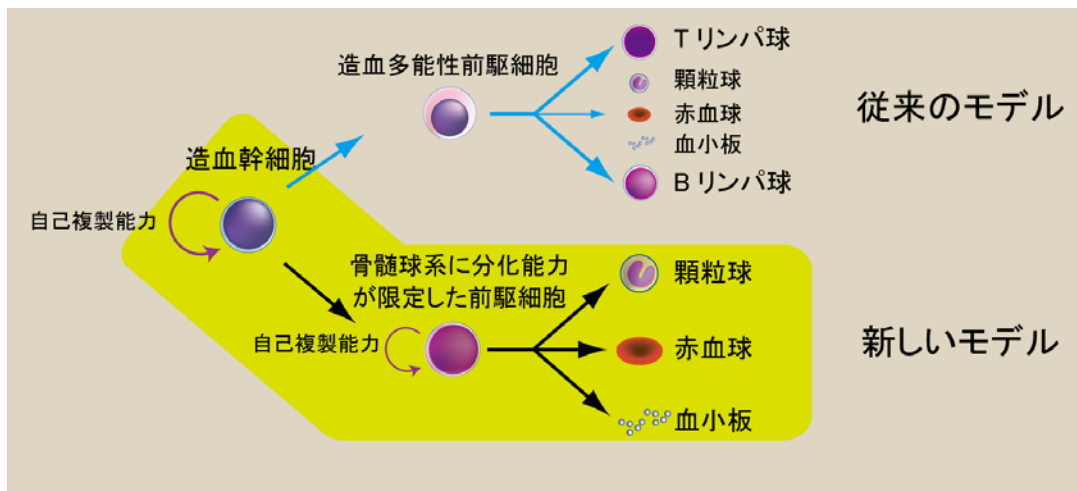 造血多能性前駆細胞
Tリンパ球
顆粒球
赤血球
血小板
Bリンパ球
従来のモデル
造血幹細胞
自己複製能力
骨髄球系に分化能力
が限定した前駆細胞
自己複製能力
顆粒球
赤血球
血小板
新しいモデル